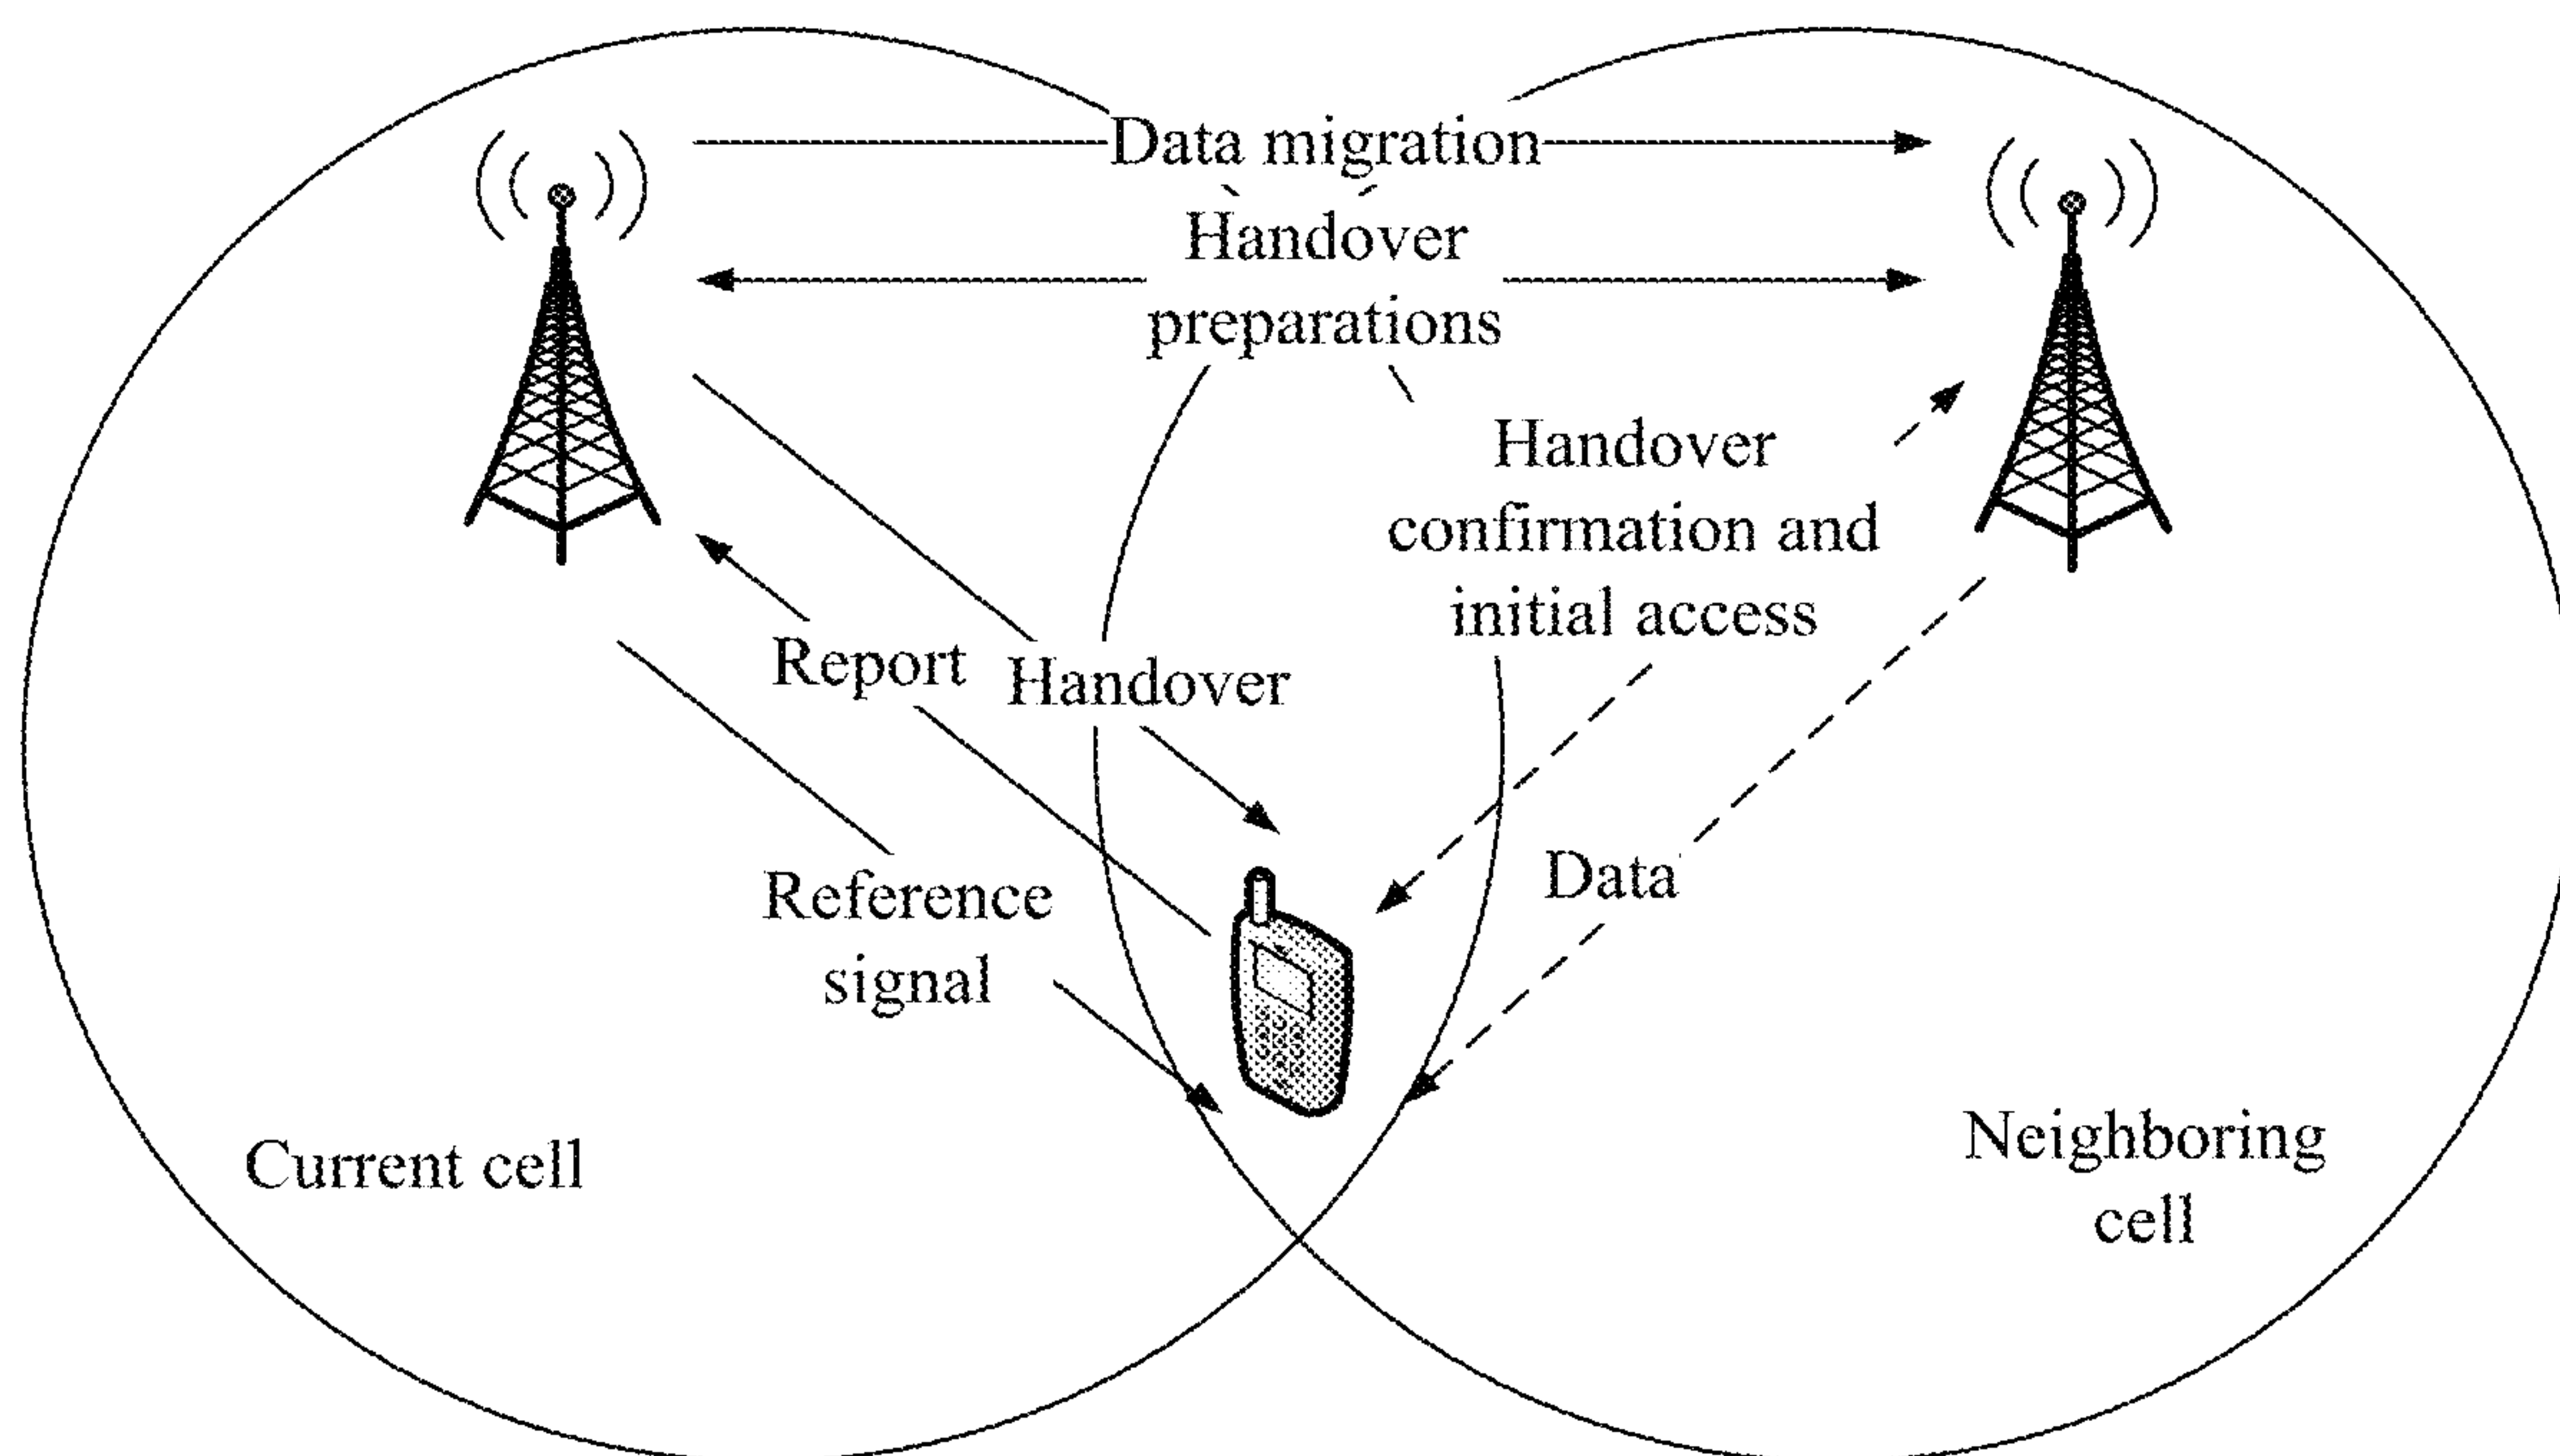 Data migration
Handover
preparations
Handover
confirmation and
initial access
Report
Handover
Reference
signal
Data
Current cell
Neighboring
cell